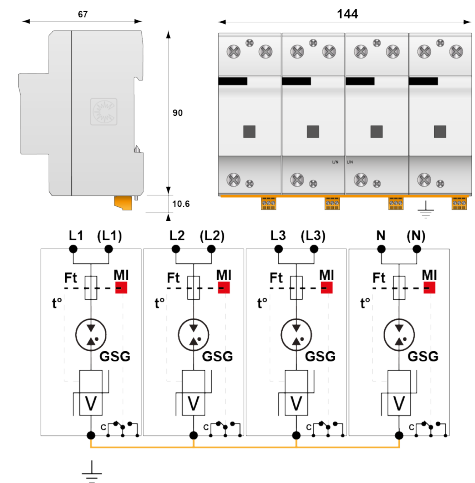 67
144
90
10.6
L/N L/N
L1 (L1) L2 (L2) L3 (L3) N (N)
Ft MI Ft MI Ft MI Ft MI
t° t° t° t°
GSG GSG GSG GSG
V V V V
C C C C